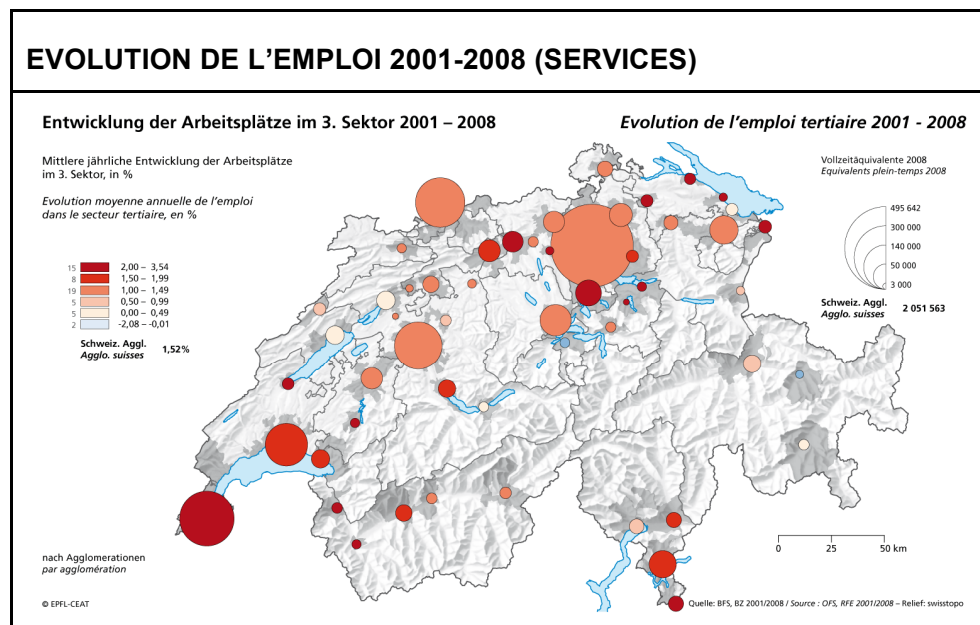 EVOLUTION DE L'EMPLOI 2001-2008 (SERVICES)
Entwicklung der Arbeitsplätze im 3. Sektor 2001 – 2008
Evolution de l'emploi tertiaire 2001 - 2008
Mittlere jährliche Entwicklung der Arbeitsplätze
im 3. Sektor, in %
Evolution moyenne annuelle de l'emploi
dans le secteur tertiaire, en %
15 2,00 – 3,54
8 1,50 – 1,99
19 1,00 – 1,49
5 0,50 – 0,99
5 0,00 – 0,49
2 -2,08 – -0,01
Schweiz. Aggl.
Agglo. suisses 1,52%
Vollzeitäquivalente 2008
Equivalents plein-temps 2008
495 642
300 000
140 000
50 000
3 000
Schweiz. Aggl.
Agglo. suisses 2 051 563
nach Agglomerationen
par agglomération
0 25 50 km
© EPFL-CEAT
Quelle: BFS, BZ 2001/2008 / Source : OFS, RFE 2001/2008 – Relief: swisstopo